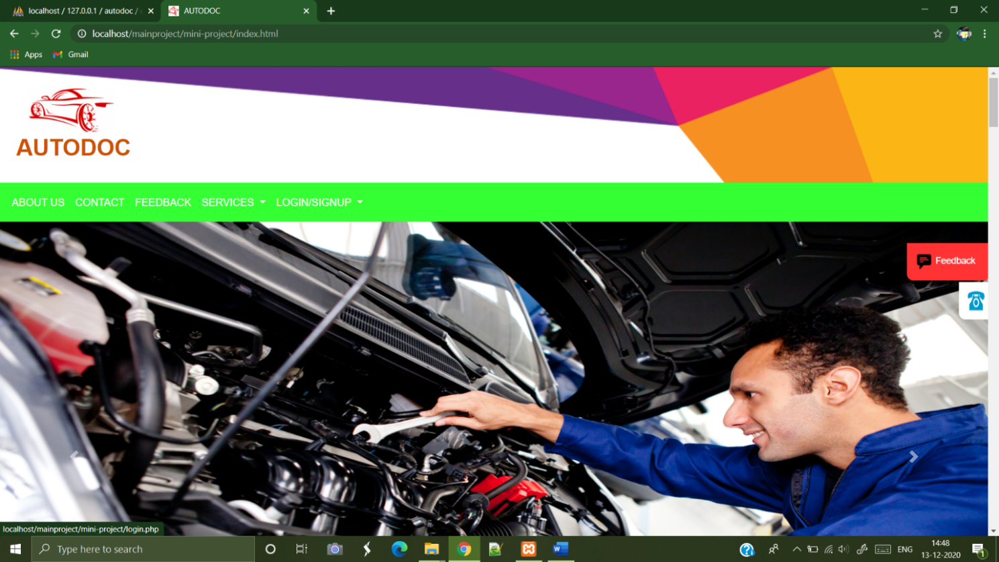 localhost / 127.0.0.1 / autodoc /
AUTODOC
localhost/mainproject/mini-project/index.html
Apps Gmail
AUTODOC
ABOUT US CONTACT FEEDBACK SERVICES LOGIN/SIGNUP
Feedback
localhost/mainproject/mini-project/login.php
Type here to search
ENG
14:48
13-12-2020
1